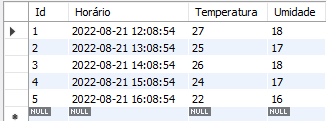 Id Horário Temperatura Umidade
1 2022-08-21 12:08:54 27 18
2 2022-08-21 13:08:54 25 17
3 2022-08-21 14:08:54 26 18
4 2022-08-21 15:08:54 24 17
5 2022-08-21 16:08:54 22 16
NULL NULL NULL NULL